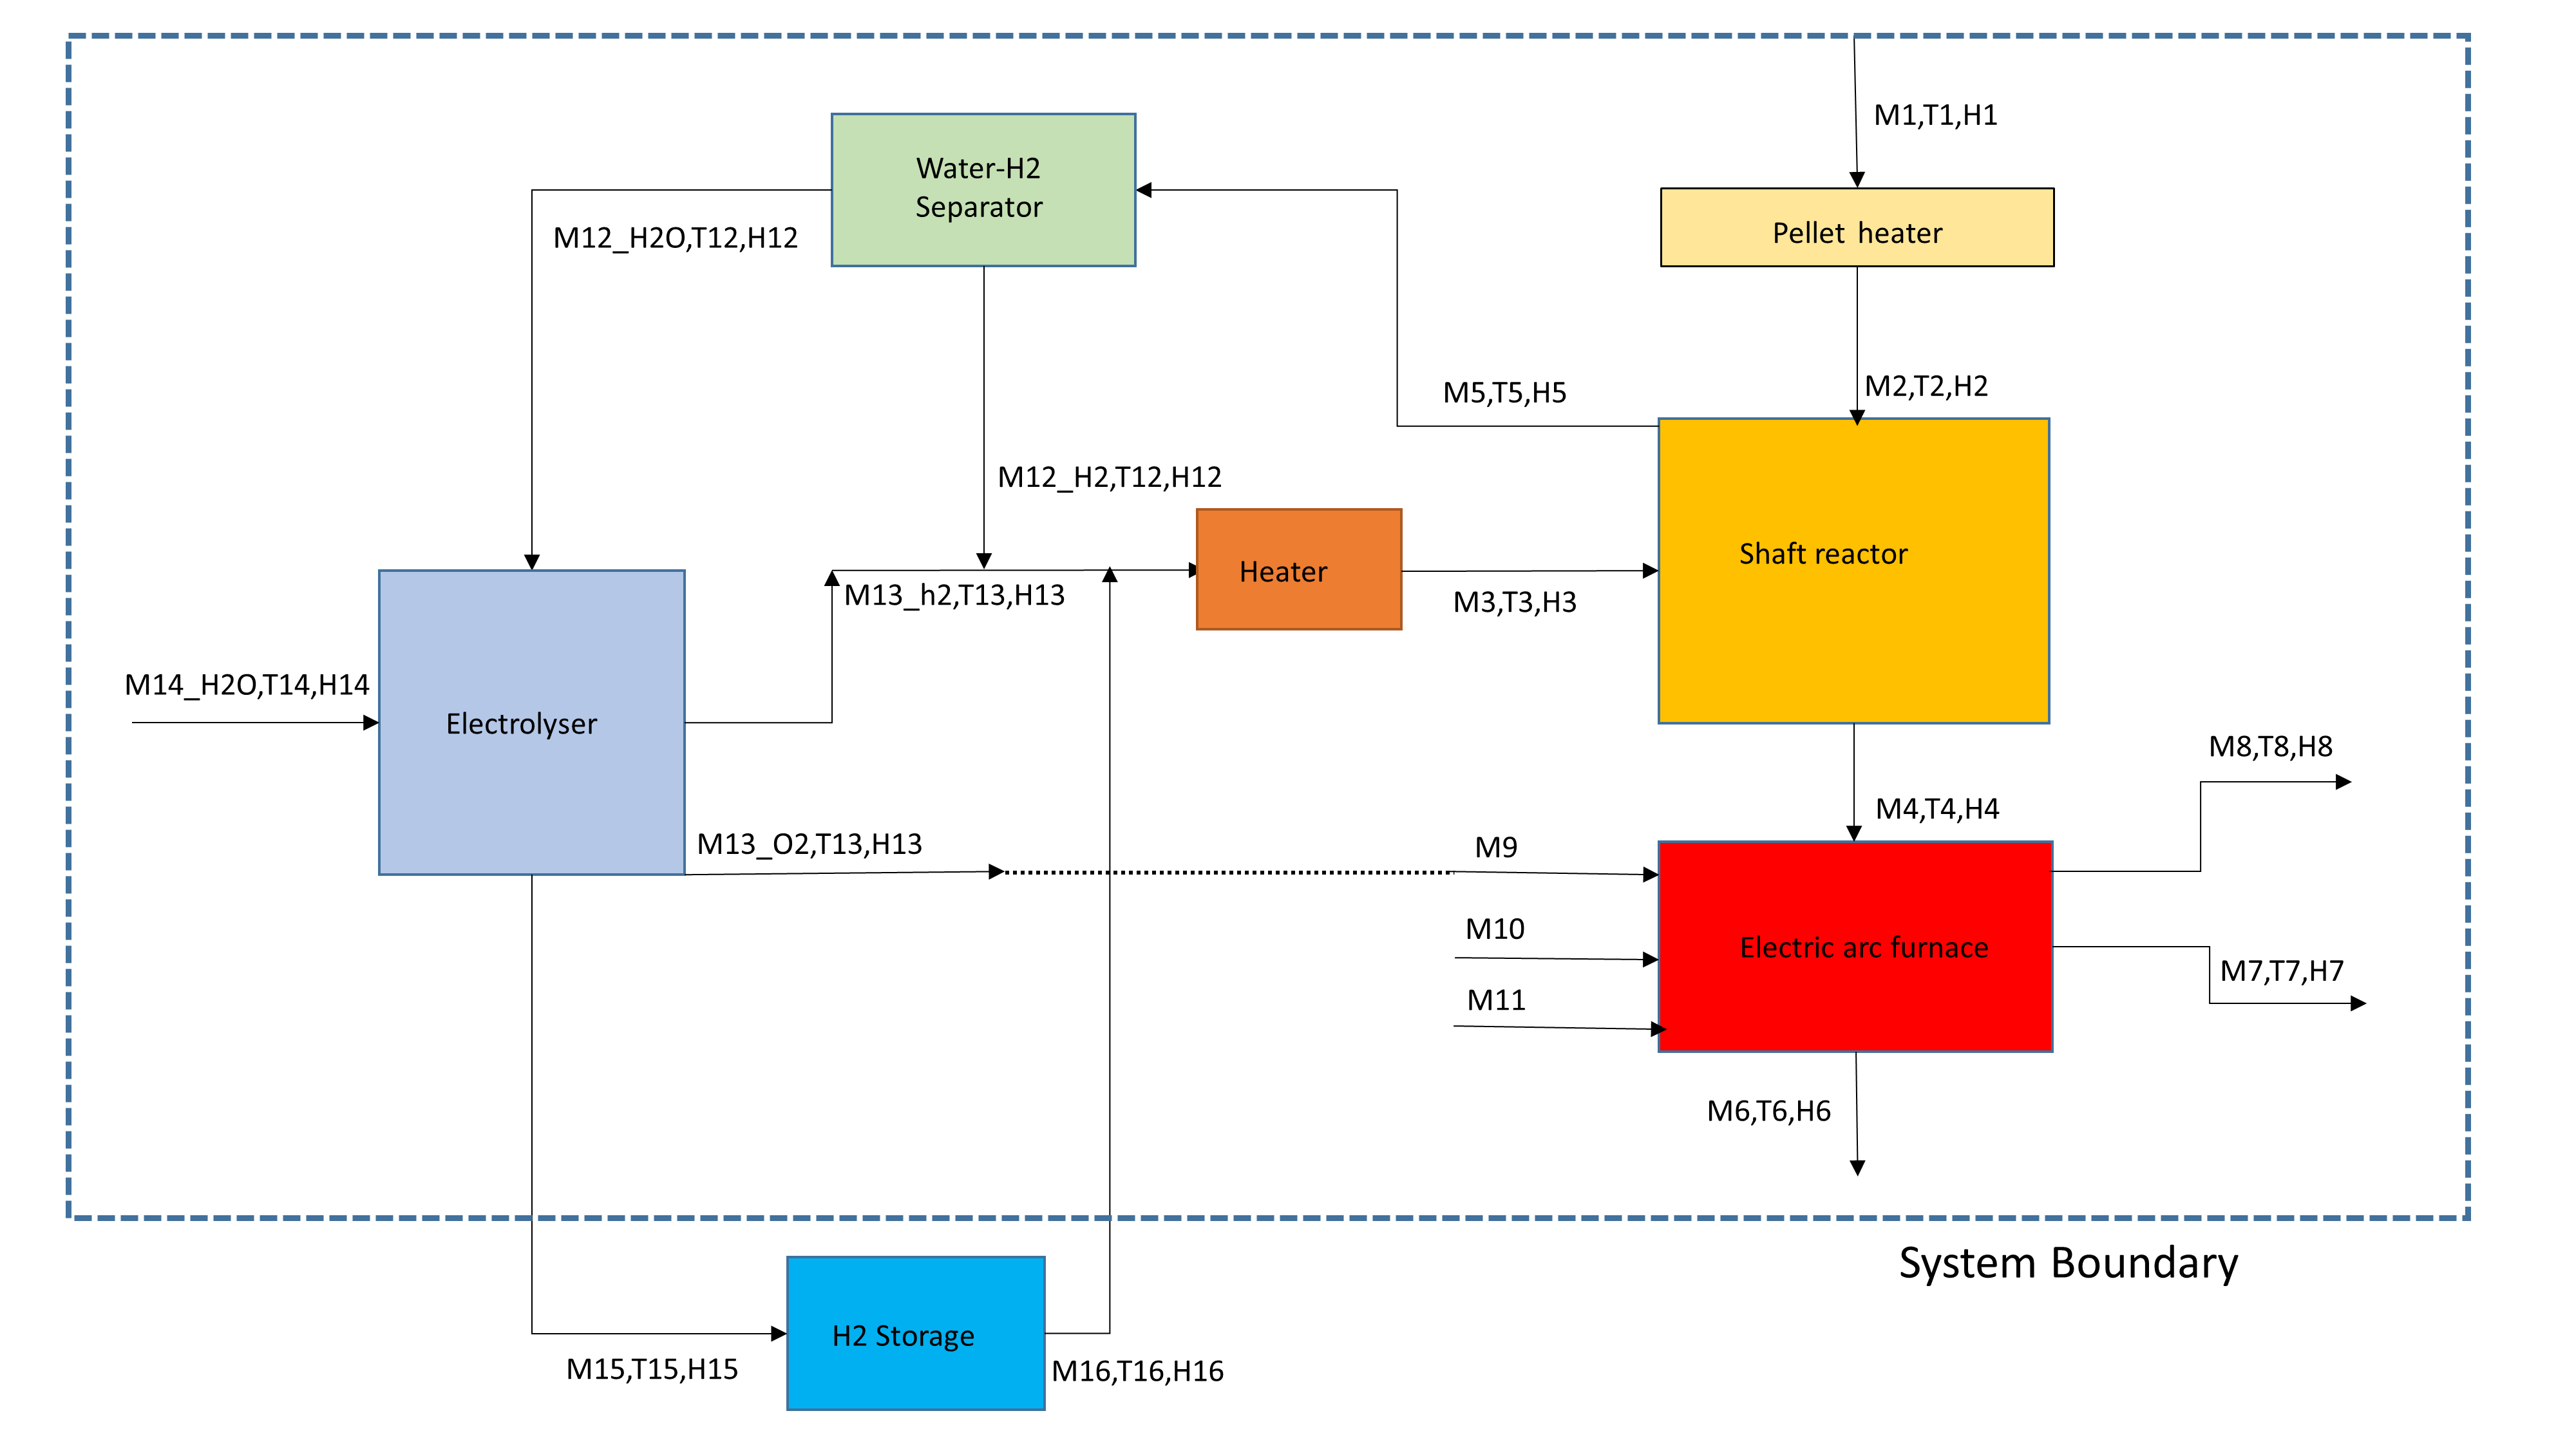 M1,T1,H1
Water-H2
Separator
Pellet heater
M12_H2O,T12,H12
M5,T5,H5
M2,T2,H2
M12_H2,T12,H12
Heater
Shaft reactor
M13_h2,T13,H13
M3,T3,H3
M14_H2O,T14,H14
Electrolyser
M8,T8,H8
M4,T4,H4
M13_O2,T13,H13
M9
M10
Electric arc furnace
M7,T7,H7
M11
M6,T6,H6
System Boundary
H2 Storage
M15,T15,H15
M16,T16,H16